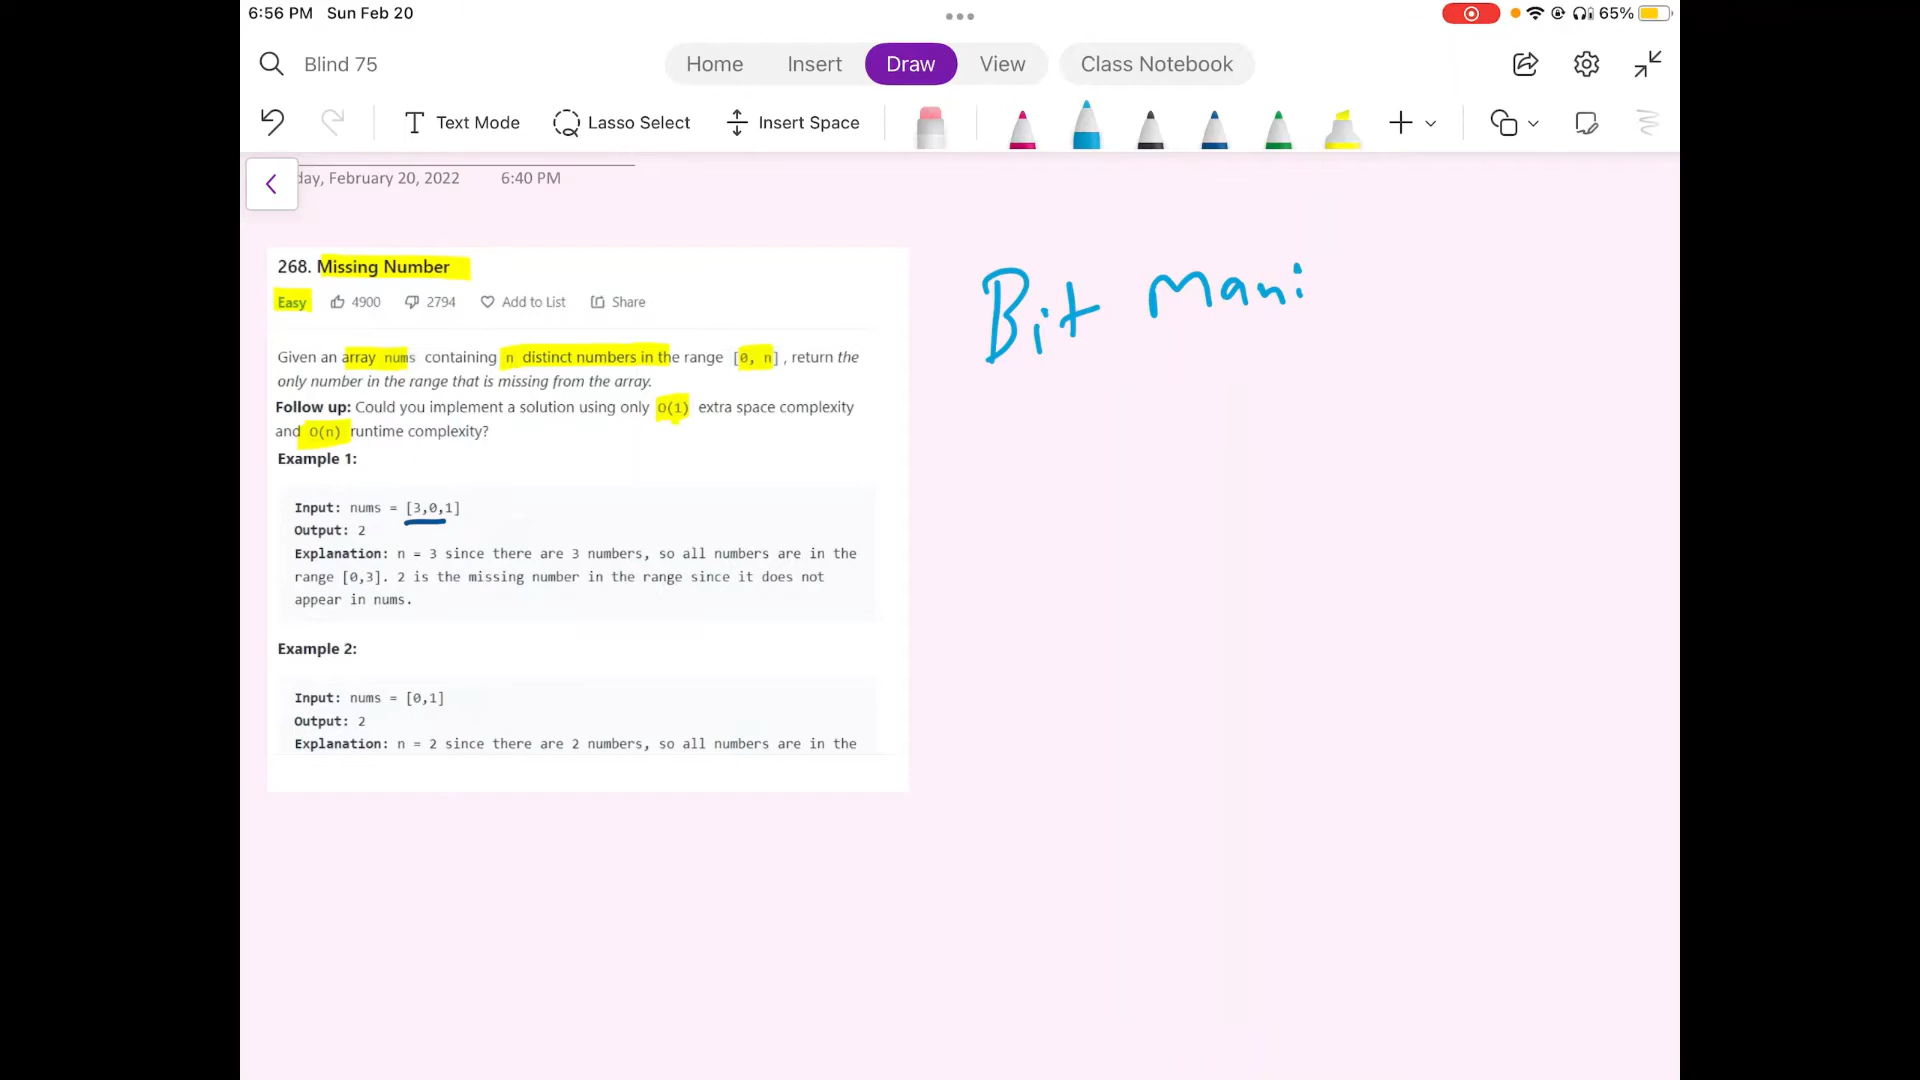 6:56 PM Sun Feb 20
65%
Blind 75
Home Insert Draw View Class Notebook
Text Mode Lasso Select Insert Space
day, February 20, 2022 6:40 PM
268. Missing Number
Easy 4900 2794 Add to List Share
Given an array nums containing n distinct numbers in the range [0, n], return the
only number in the range that is missing from the array.
Follow up: Could you implement a solution using only O(1) extra space complexity
and O(n) runtime complexity?
Example 1:
Input: nums = [3,0,1]
Output: 2
Explanation: n = 3 since there are 3 numbers, so all numbers are in the
range [0,3]. 2 is the missing number in the range since it does not
appear in nums.
Example 2:
Input: nums = [0,1]
Output: 2
Explanation: n = 2 since there are 2 numbers, so all numbers are in the
Bit Mani